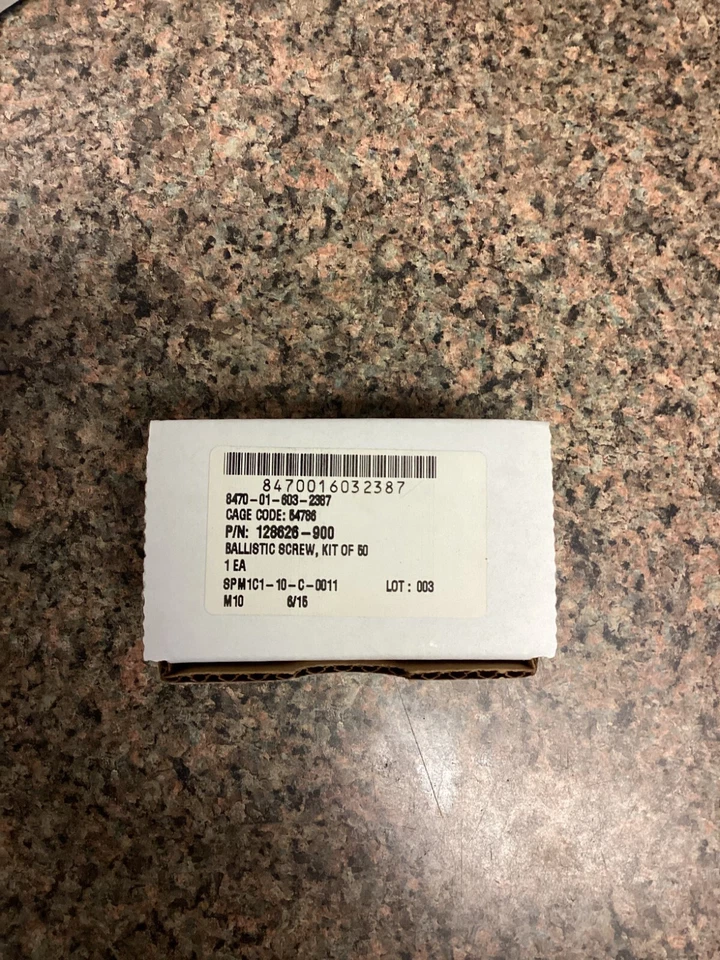 8470016032387
8470-01-603-2387
CAGE CODE: 54786
P/N: 128626-900
BALLISTIC SCREW, KIT OF 50
1 EA
SPM1C1-10-C-0011 LOT: 003
M10 6/15